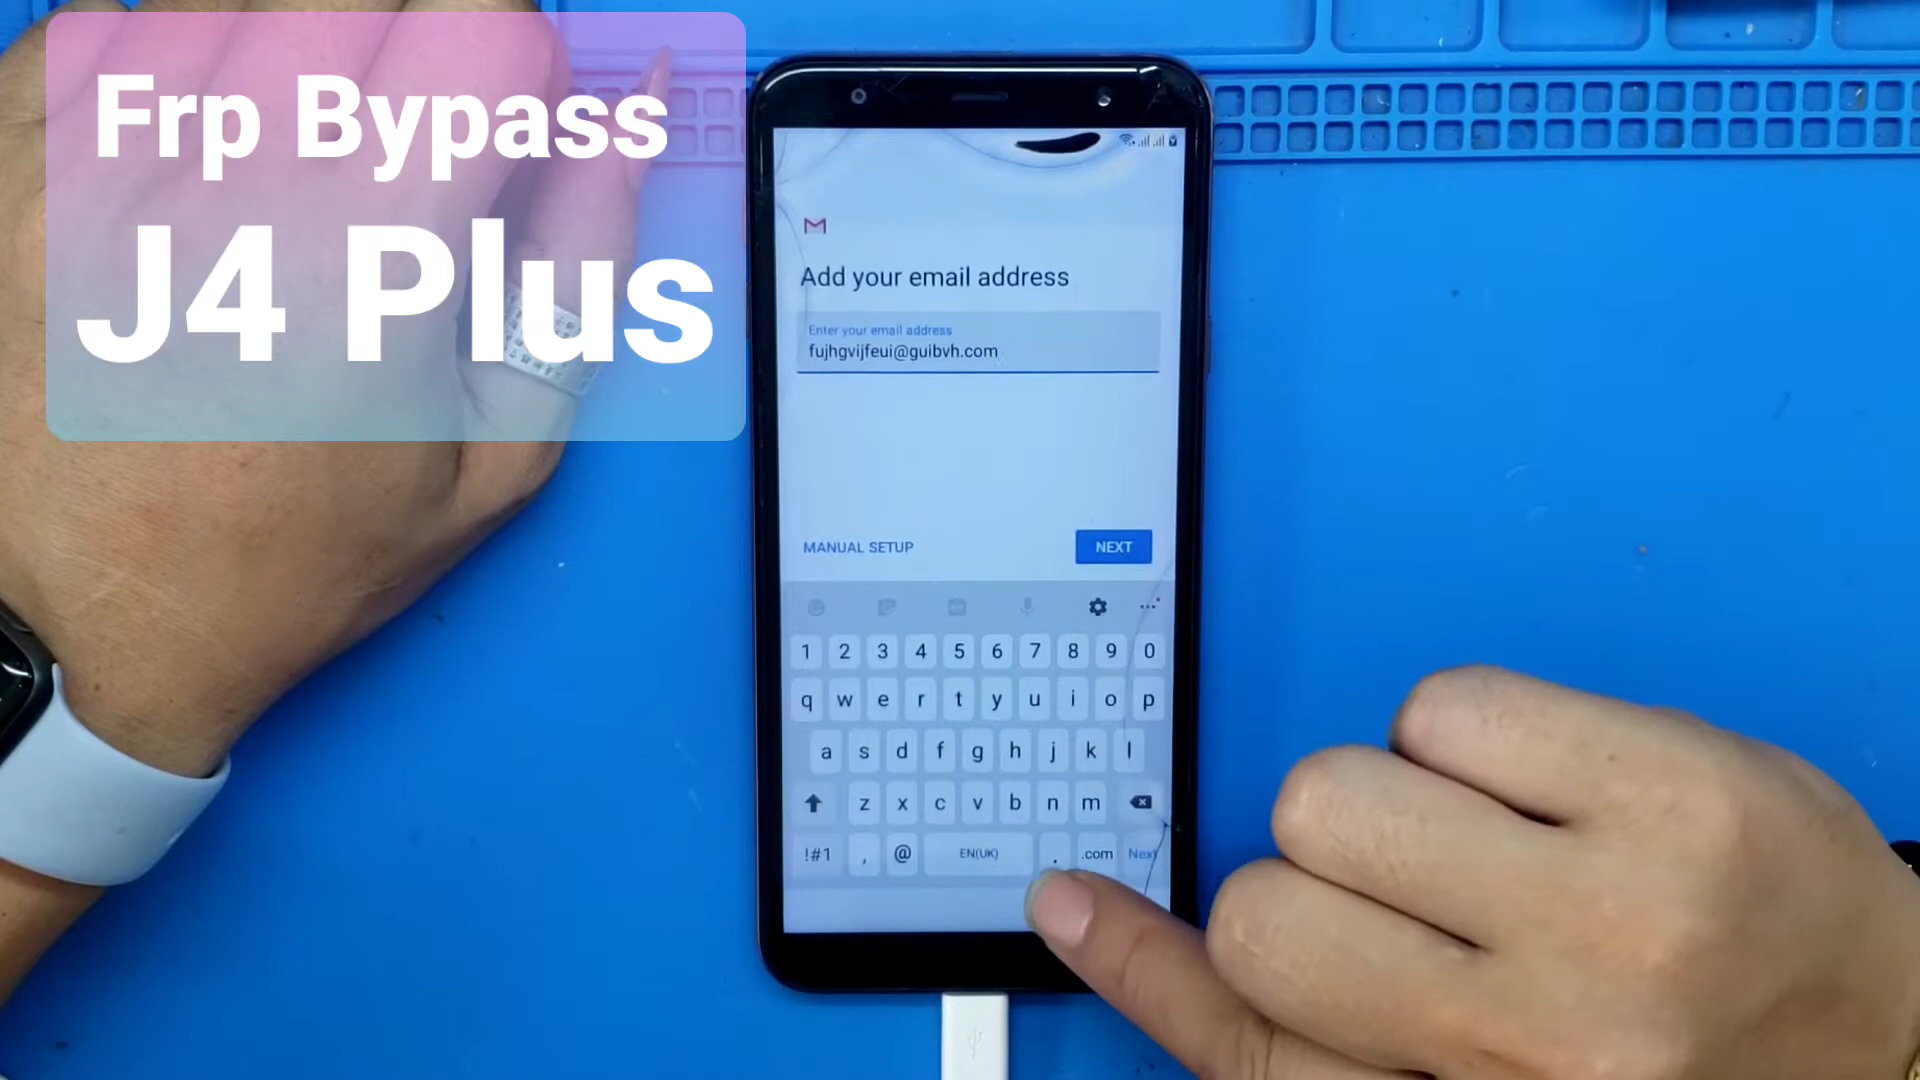 Frp Bypass
J4 Plus
Add your email address
Enter your email address
fujhgvijfeui@guibvh.com
MANUAL SETUP
NEXT
1 2 3 4 5 6 7 8 9 0
q w e r t y u i o p
a s d f g h j k l
z x c v b n m
!#1 , @ EN(UK) . .com Next